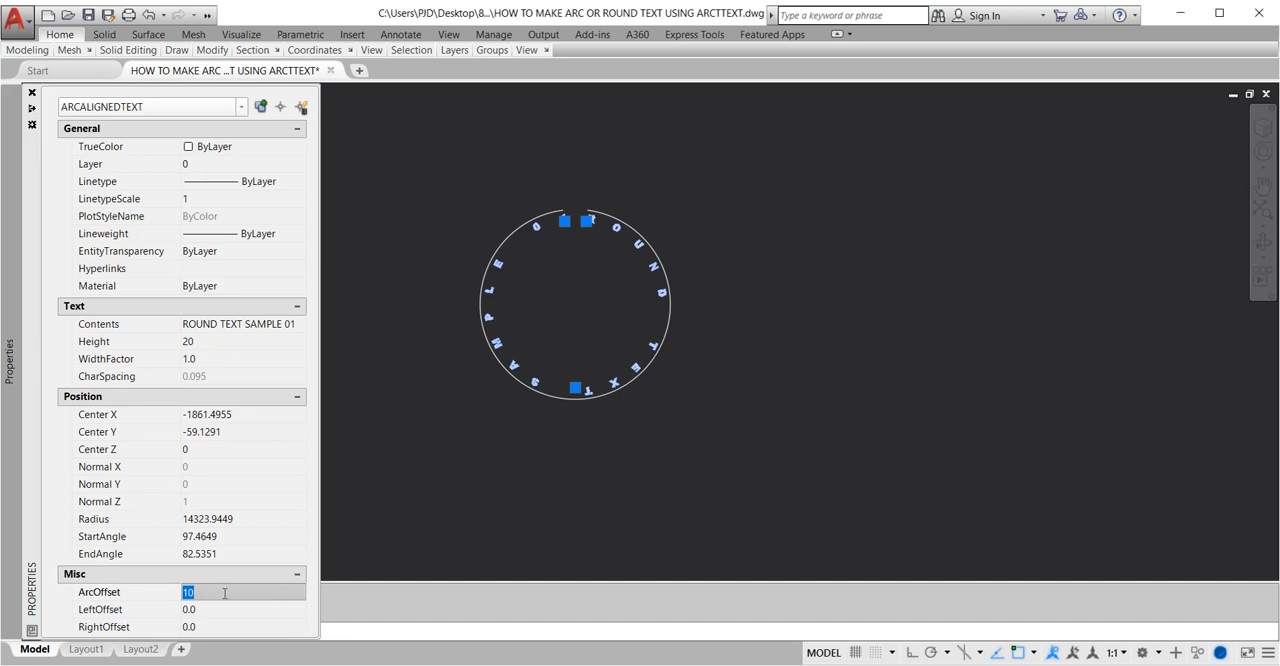 C:\Users\PJD\Desktop\8...\HOW TO MAKE ARC OR ROUND TEXT USING ARCTTEXT.dwg
Type a keyword or phrase
Sign In
Home Solid Surface Mesh Visualize Parametric Insert Annotate View Manage Output Add-ins A360 Express Tools Featured Apps
Modeling Mesh Solid Editing Draw Modify Section Coordinates View Selection Layers Groups View
Start
HOW TO MAKE ARC ...T USING ARCTTEXT*
ARCALIGNEDTEXT
General
TrueColor ByLayer
Layer 0
Linetype ByLayer
LinetypeScale 1
PlotStyleName ByColor
Lineweight ByLayer
EntityTransparency ByLayer
Hyperlinks
Material ByLayer
Text
Contents ROUND TEXT SAMPLE 01
Height 20
WidthFactor 1.0
CharSpacing 0.095
Position
Center X -1861.4955
Center Y -59.1291
Center Z 0
Normal X 0
Normal Y 0
Normal Z 1
Radius 14323.9449
StartAngle 97.4649
EndAngle 82.5351
Misc
ArcOffset 10
LeftOffset 0.0
RightOffset 0.0
Properties
PROPERTIES
ROUND TEXT SAMPLE 0
Model Layout1 Layout2
MODEL 1:1